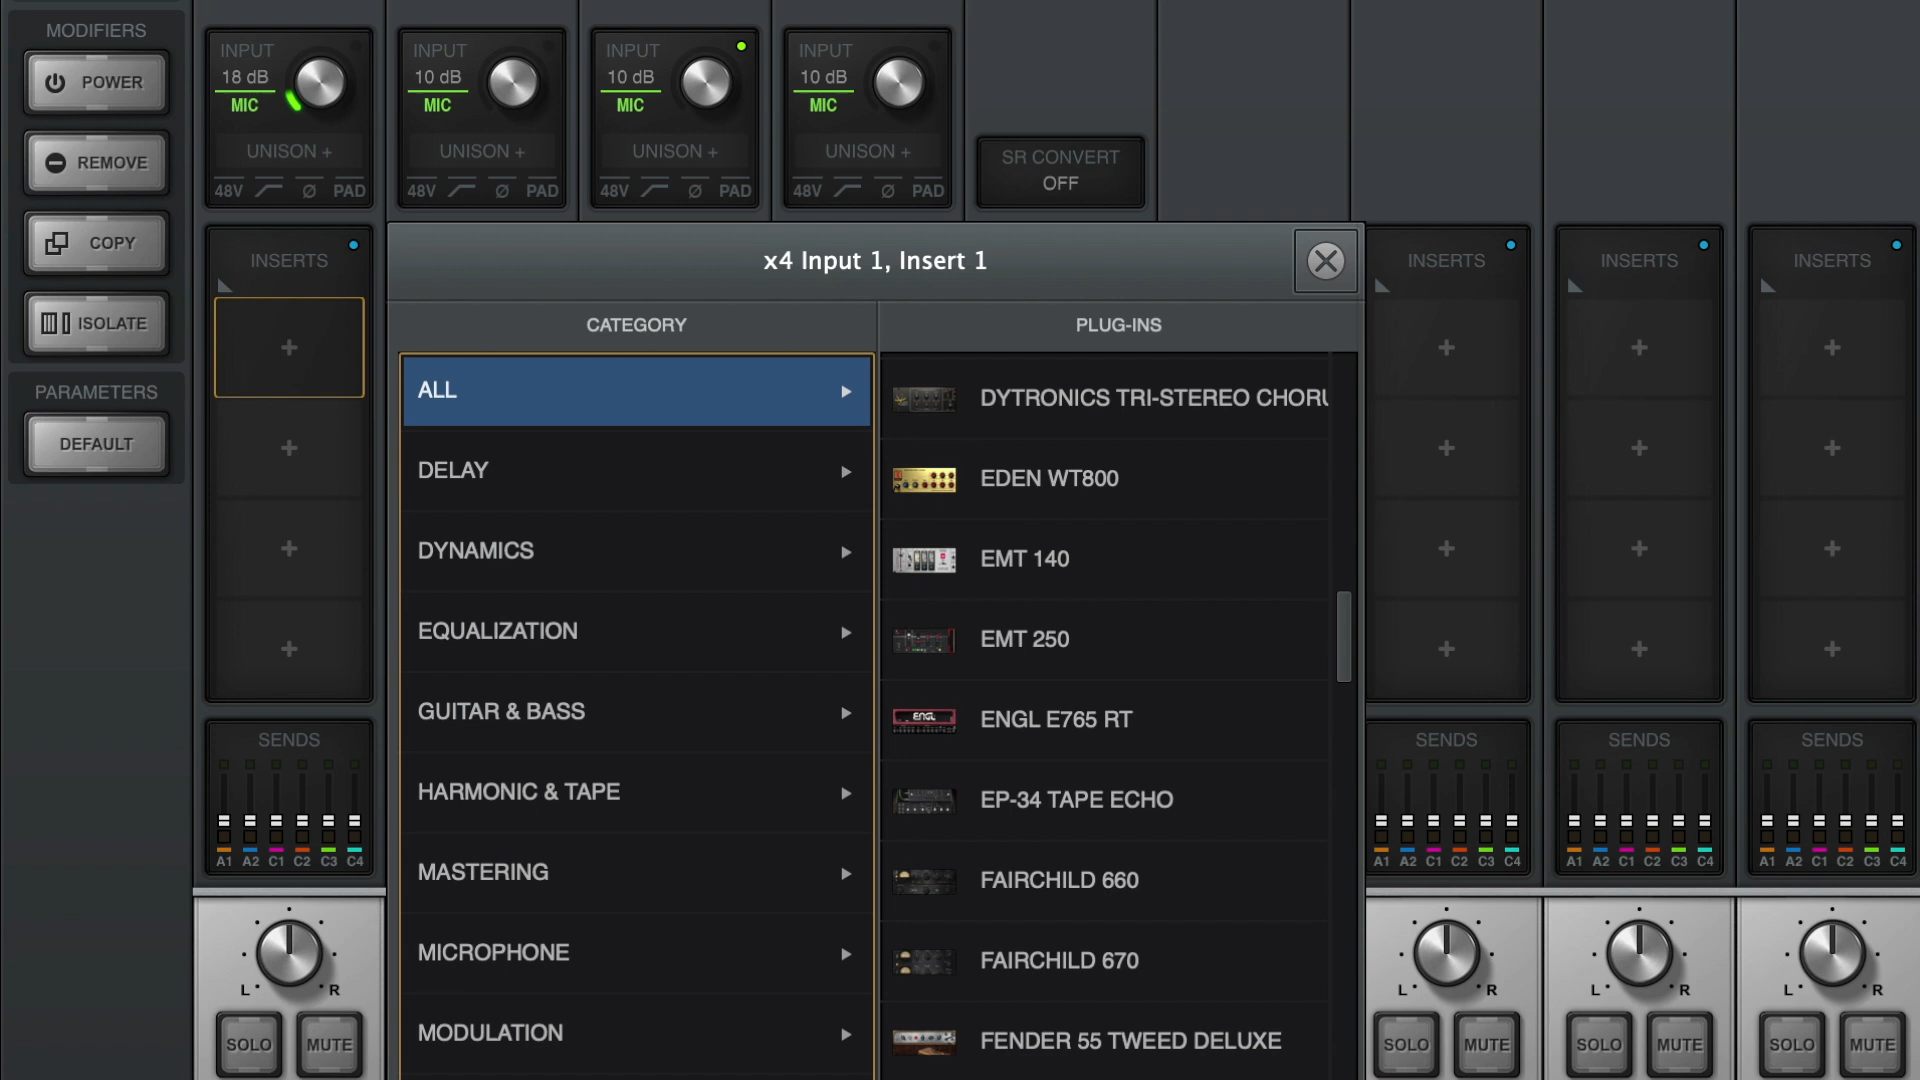 MODIFIERS
POWER
REMOVE
COPY
ISOLATE
PARAMETERS
DEFAULT
INPUT
18 dB
MIC
UNISON +
48V Ø PAD
INPUT
10 dB
MIC
UNISON +
48V Ø PAD
INPUT
10 dB
MIC
UNISON +
48V Ø PAD
INPUT
10 dB
MIC
UNISON +
48V Ø PAD
SR CONVERT
OFF
INSERTS
+
+
+
+
SENDS
A1 A2 C1 C2 C3 C4
L R
SOLO MUTE
x4 Input 1, Insert 1
CATEGORY
ALL
DELAY
DYNAMICS
EQUALIZATION
GUITAR & BASS
HARMONIC & TAPE
MASTERING
MICROPHONE
MODULATION
PLUG-INS
DYTRONICS TRI-STEREO CHORU
EDEN WT800
EMT 140
EMT 250
ENGL E765 RT
EP-34 TAPE ECHO
FAIRCHILD 660
FAIRCHILD 670
FENDER 55 TWEED DELUXE
ENGL
INSERTS
+
+
+
+
SENDS
A1 A2 C1 C2 C3 C4
L R
SOLO MUTE
INSERTS
+
+
+
+
SENDS
A1 A2 C1 C2 C3 C4
L R
SOLO MUTE
INSERTS
+
+
+
+
SENDS
A1 A2 C1 C2 C3 C4
L R
SOLO MUTE